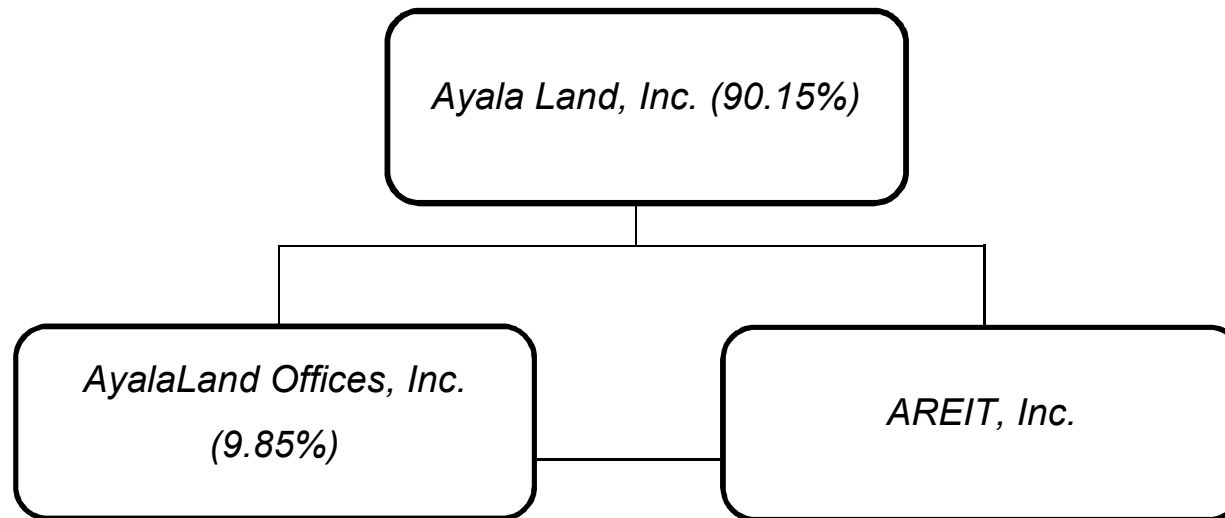 Ayala Land, Inc. (90.15%)
AyalaLand Offices, Inc.
(9.85%)
AREIT, Inc.